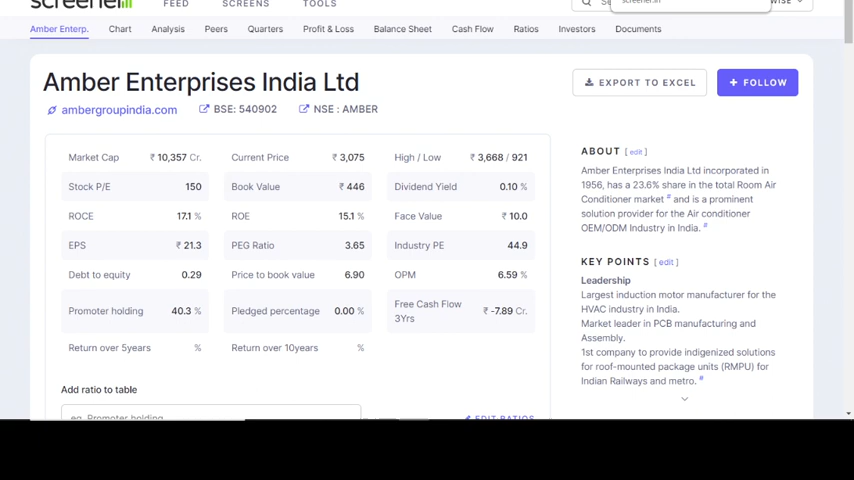 screener
FEED SCREENS TOOLS
screener.in
Amber Enterp. Chart Analysis Peers Quarters Profit & Loss Balance Sheet Cash Flow Ratios Investors Documents
Amber Enterprises India Ltd
EXPORT TO EXCEL
+ FOLLOW
ambergroupindia.com BSE: 540902 NSE : AMBER
Market Cap ₹ 10,357 Cr. Current Price ₹ 3,075 High / Low ₹ 3,668 / 921
Stock P/E 150 Book Value ₹ 446 Dividend Yield 0.10 %
ROCE 17.1 % ROE 15.1 % Face Value ₹ 10.0
EPS ₹ 21.3 PEG Ratio 3.65 Industry PE 44.9
Debt to equity 0.29 Price to book value 6.90 OPM 6.59 %
Promoter holding 40.3 % Pledged percentage 0.00 % Free Cash Flow 3Yrs ₹ -7.89 Cr.
Return over 5years % Return over 10years %
Add ratio to table
eg. Promoter holding
EDIT RATIOS
ABOUT [ edit ]
Amber Enterprises India Ltd incorporated in
1956, has a 23.6% share in the total Room Air
Conditioner market # and is a prominent
solution provider for the Air conditioner
OEM/ODM Industry in India. #
KEY POINTS [ edit ]
Leadership
Largest induction motor manufacturer for the
HVAC industry in India.
Market leader in PCB manufacturing and
Assembly.
1st company to provide indigenized solutions
for roof-mounted package units (RMPU) for
Indian Railways and metro. #